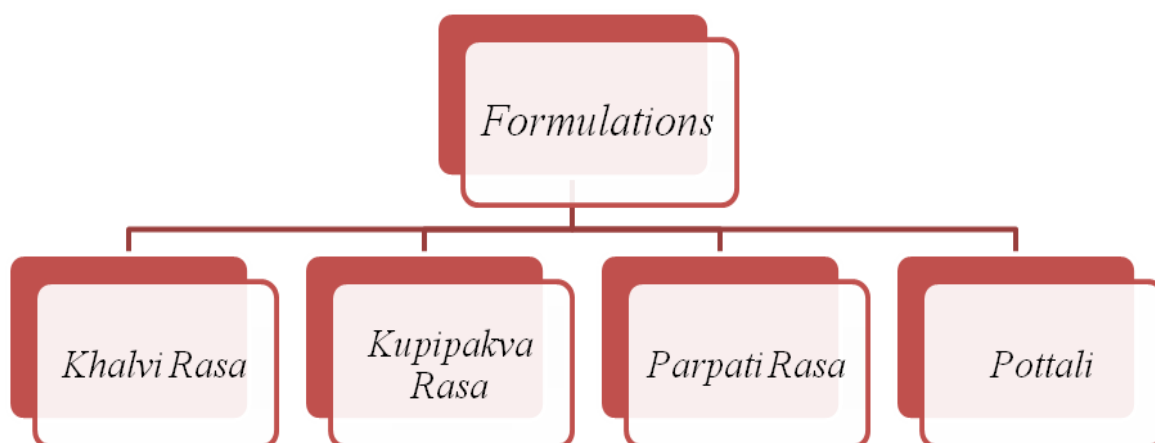 Formulations
Khalvi Rasa
Kupipakva
Rasa
Parpati Rasa
Pottali